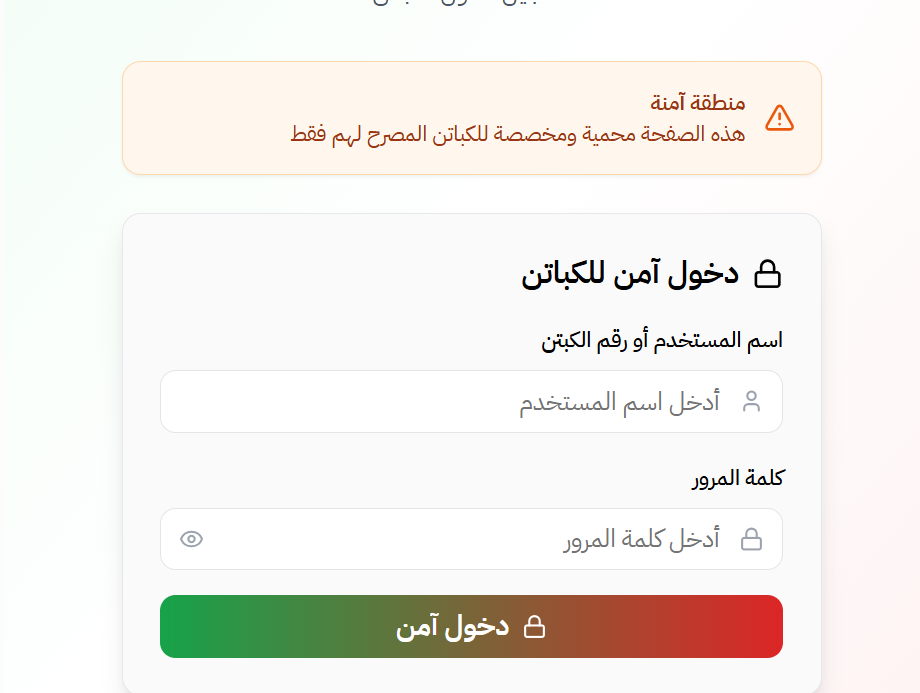 منطقة آمنة
هذه الصفحة محمية ومخصصة للكباتن المصرح لهم فقط
دخول آمن للكباتن
اسم المستخدم أو رقم الكبتن
أدخل اسم المستخدم
كلمة المرور
أدخل كلمة المرور
دخول آمن